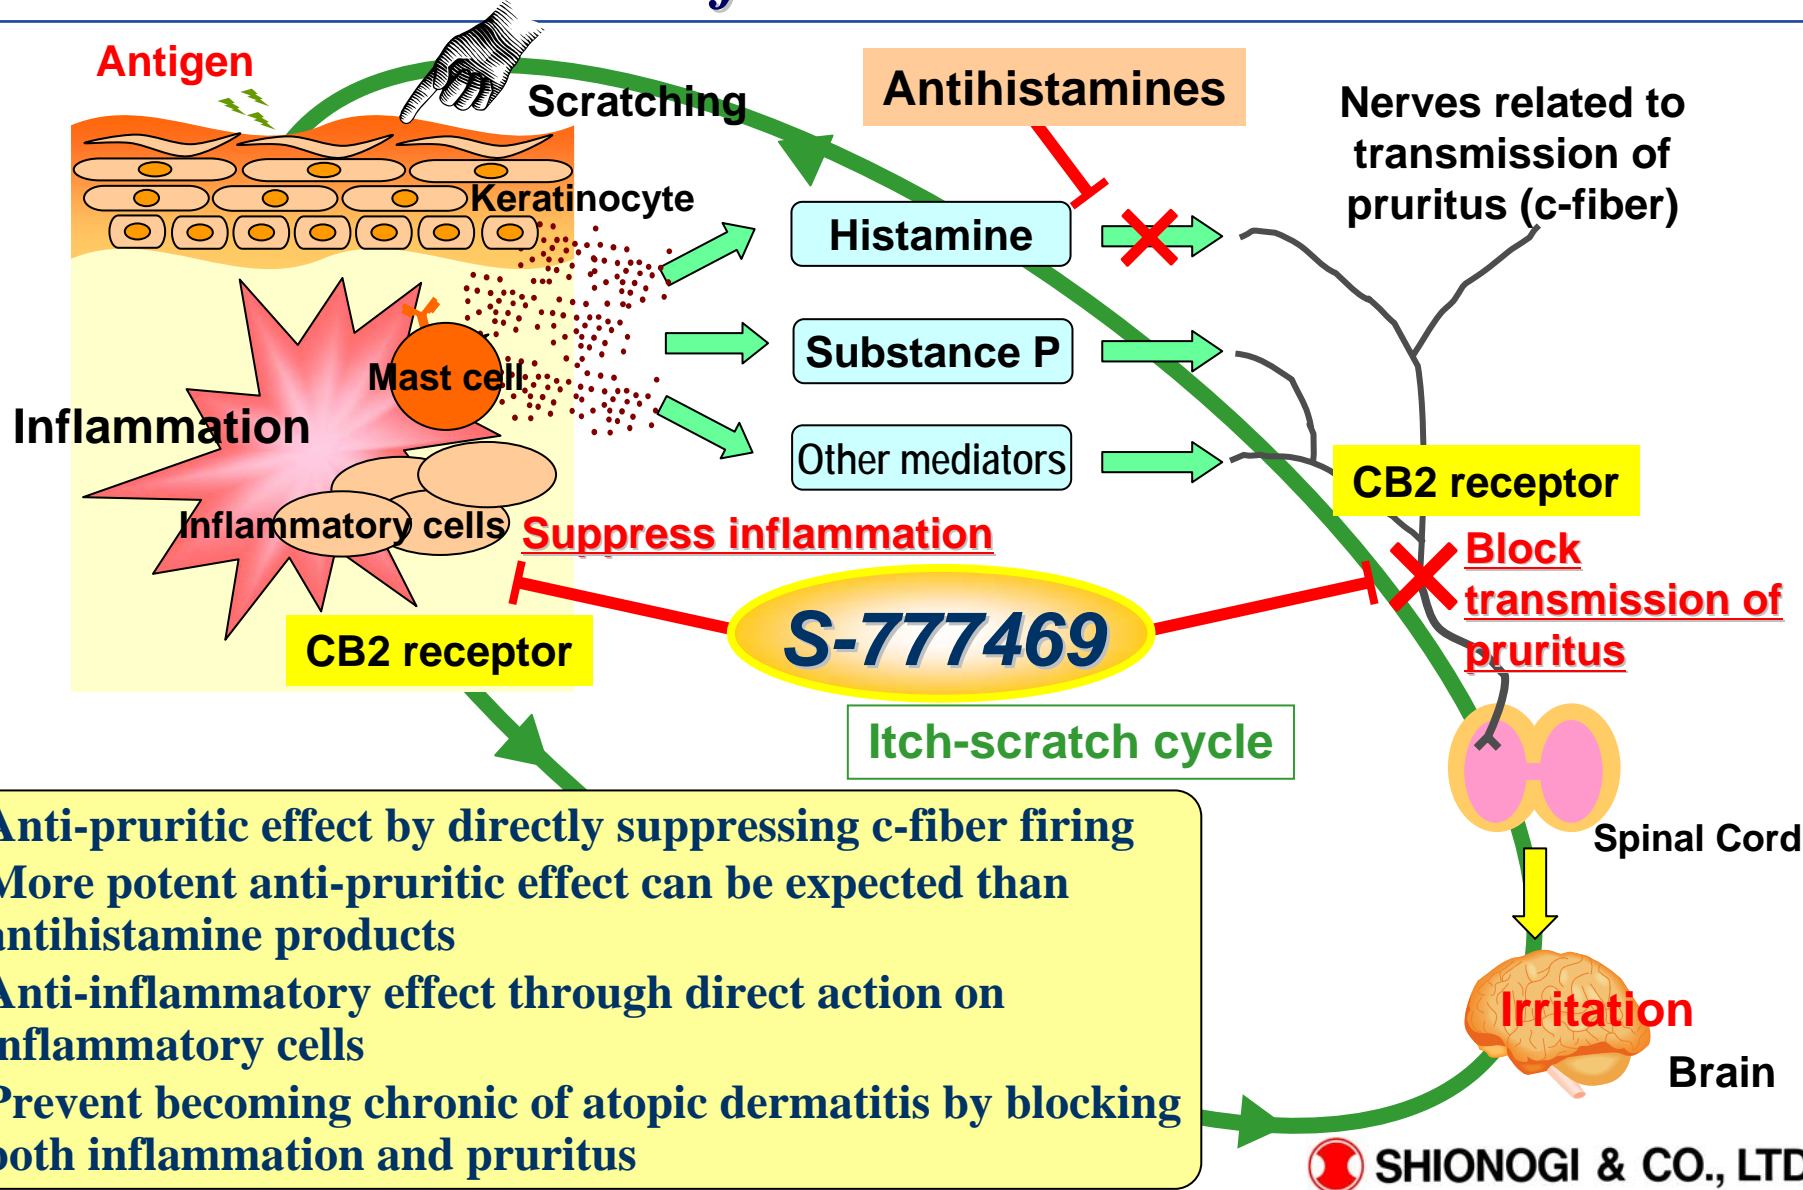 Antigen
Scratching
Antihistamines
Nerves related to
transmission of
pruritus (c-fiber)
Keratinocyte
Histamine
Mast cell
Substance P
Inflammation
Other mediators
CB2 receptor
Inflammatory cells
Suppress inflammation
Block
transmission of
pruritus
S-777469
CB2 receptor
Itch-scratch cycle
Spinal Cord
Anti-pruritic effect by directly suppressing c-fiber firing
More potent anti-pruritic effect can be expected than
antihistamine products
Anti-inflammatory effect through direct action on
inflammatory cells
Prevent becoming chronic of atopic dermatitis by blocking
both inflammation and pruritus
Irritation
Brain
SHIONOGI & CO., LTD